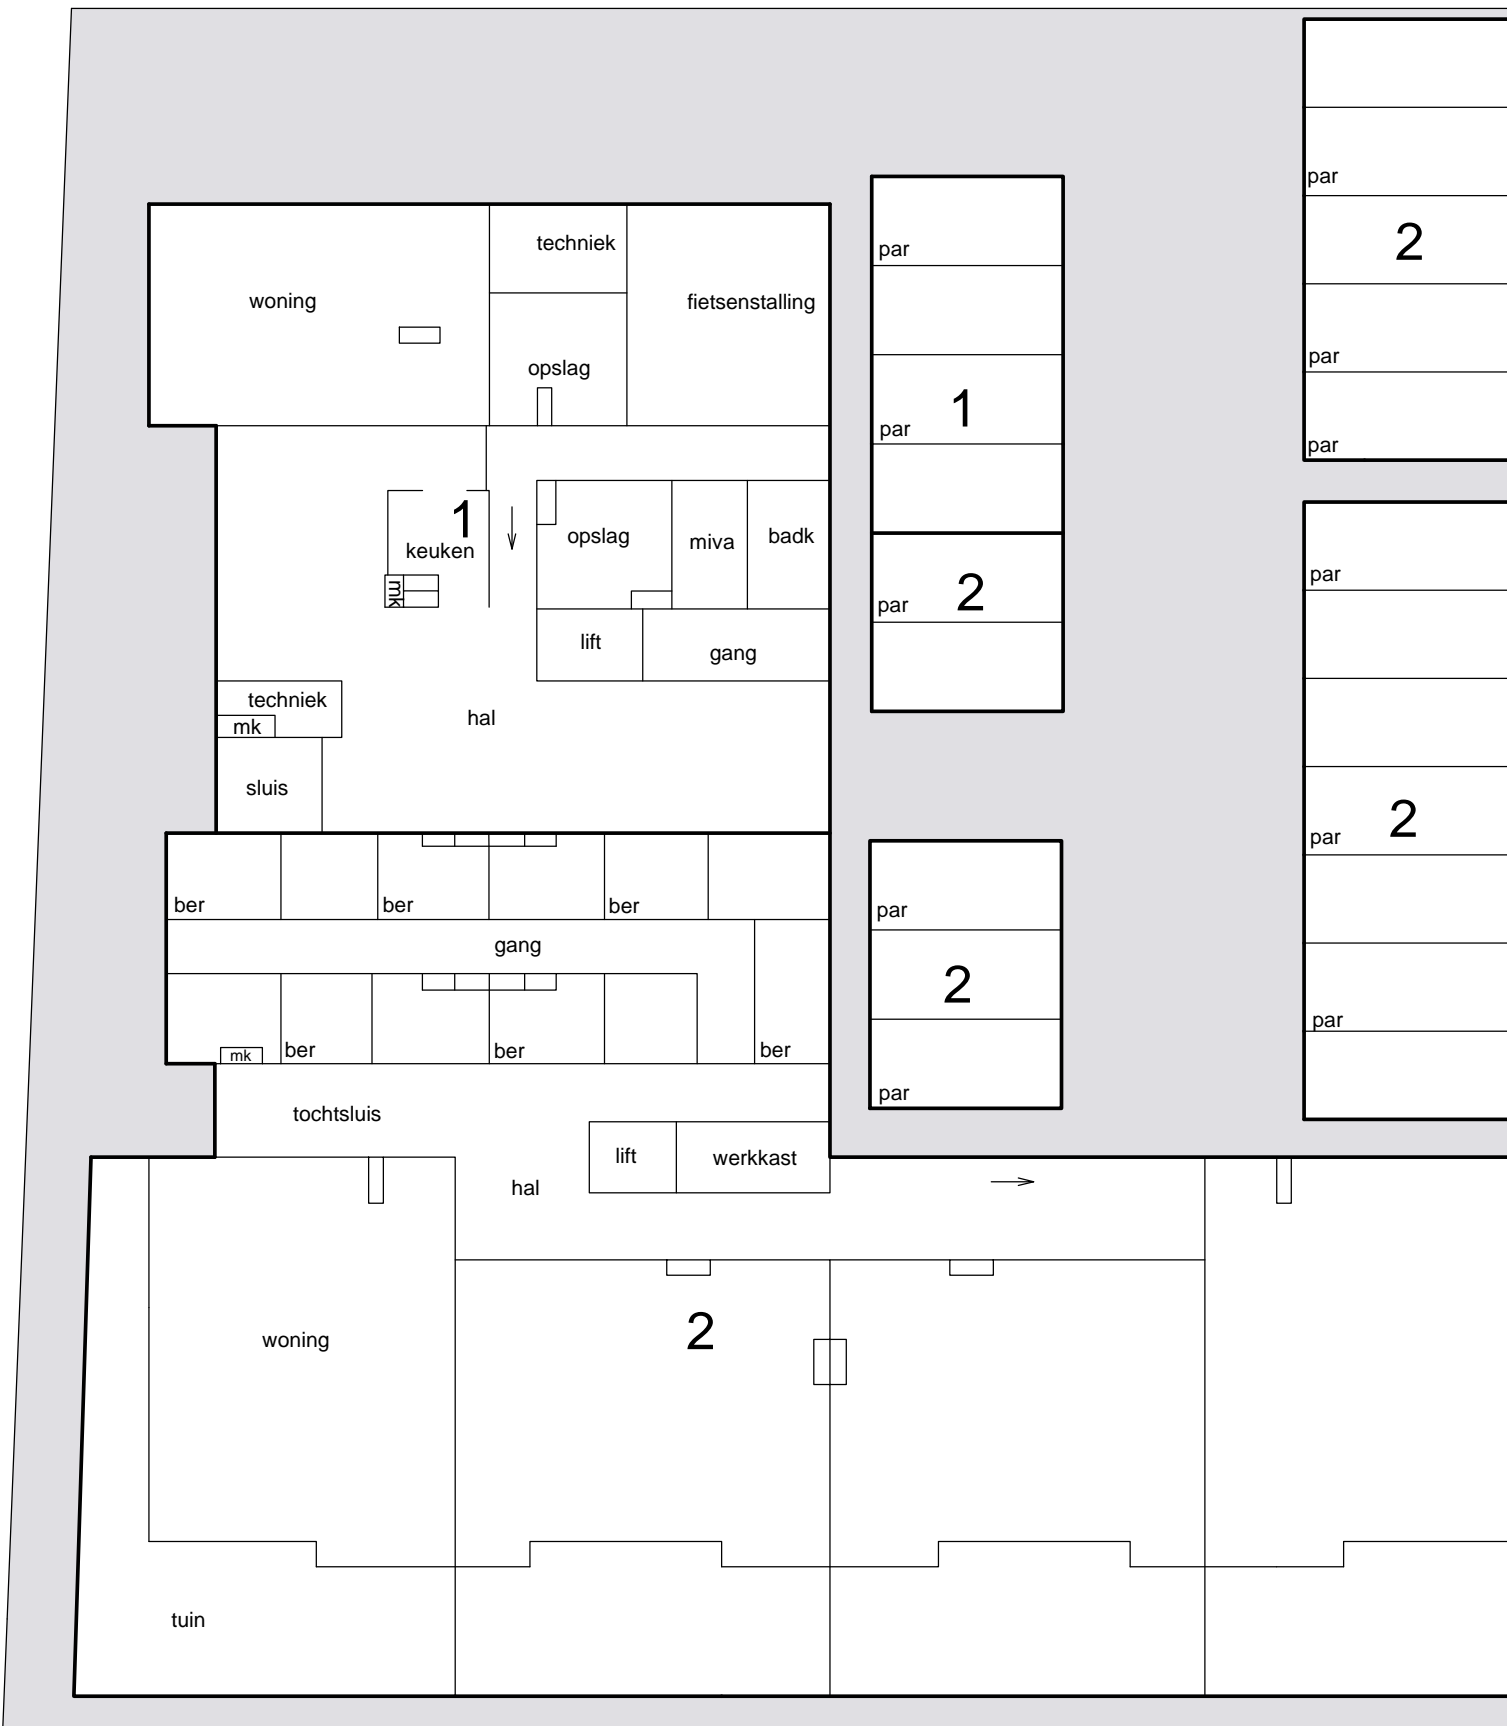 par
2
techniek
par
woning
fietsenstalling
par
opslag
1
par
par
1
opslag
miva
badk
keuken
par
mk
2
par
lift
gang
techniek
hal
mk
sluis
2
par
ber
ber
ber
par
gang
2
par
mk
ber
ber
ber
par
tochtsluis
lift
werkkast
hal
2
woning
tuin